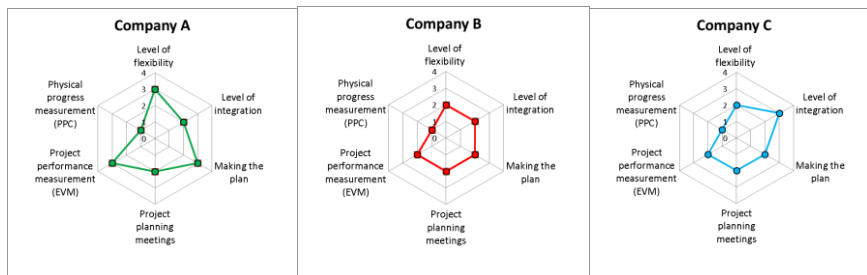 Company A
Level of
flexibility
4
3
2
1
0
Level of
integration
Making the
plan
Project
planning
meetings
Project
performance
measurement
(EVM)
Physical
progress
measurement
(PPC)
Company B
Level of
flexibility
4
3
2
1
0
Level of
integration
Making the
plan
Project
planning
meetings
Project
performance
measurement
(EVM)
Physical
progress
measurement
(PPC)
Company C
Level of
flexibility
4
3
2
1
0
Level of
integration
Making the
plan
Project
planning
meetings
Project
performance
measurement
(EVM)
Physical
progress
measurement
(PPC)